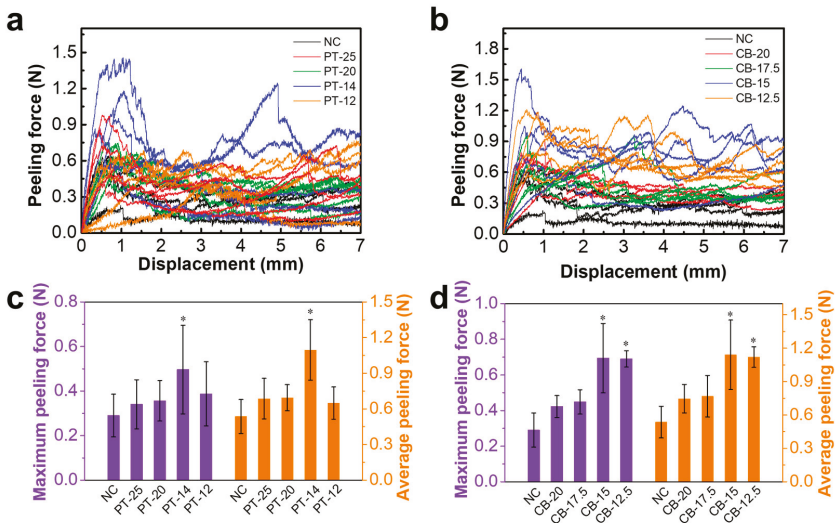 a
Peeling force (N)
1.5
1.2
0.9
0.6
0.3
0.0
0 1 2 3 4 5 6 7
Displacement (mm)
NC
PT-25
PT-20
PT-14
PT-12
b
Peeling force (N)
1.8
1.5
1.2
0.9
0.6
0.3
0.0
0 1 2 3 4 5 6 7
Displacement (mm)
NC
CB-20
CB-17.5
CB-15
CB-12.5
c
Maximum peeling force (N)
0.8
0.6
0.4
0.2
0.0
* *
NC PT-25 PT-20 PT-14 PT-12 NC PT-25 PT-20 PT-14 PT-12
1.5
1.2
0.9
0.6
0.3
0.0
Average peeling force (N)
d
Maximum peeling force (N)
1.0
0.8
0.6
0.4
0.2
0.0
* * * *
NC CB-20 CB-17.5 CB-15 CB-12.5 NC CB-20 CB-17.5 CB-15 CB-12.5
1.5
1.2
0.9
0.6
0.3
0.0
Average peeling force (N)